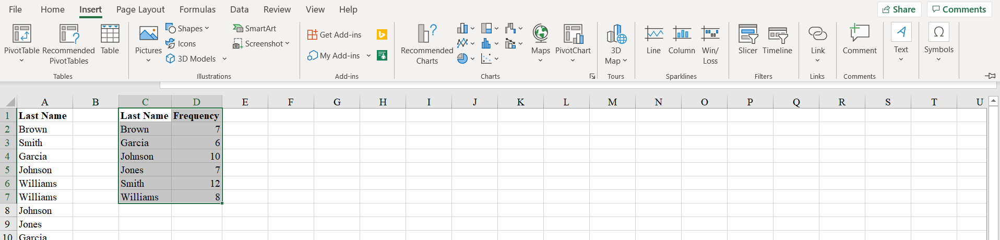 File Home Insert Page Layout Formulas Data Review View Help Share Comments
PivotTable Recommended PivotTables Table
Tables
Pictures Shapes Icons 3D Models SmartArt Screenshot
Illustrations
Get Add-ins
My Add-ins
Add-ins
Recommended Charts Maps PivotChart
Charts
3D Map
Tours
Line Column Win/Loss
Sparklines
Slicer Timeline
Filters
Link
Links
Comment
Comments
A Text
Ω Symbols
A B C D E F G H I J K L M N O P Q R S T U
1 Last Name Last Name Frequency
2 Brown Brown 7
3 Smith Garcia 6
4 Garcia Johnson 10
5 Johnson Jones 7
6 Williams Smith 12
7 Williams Williams 8
8 Johnson
9 Jones
10 Garcia